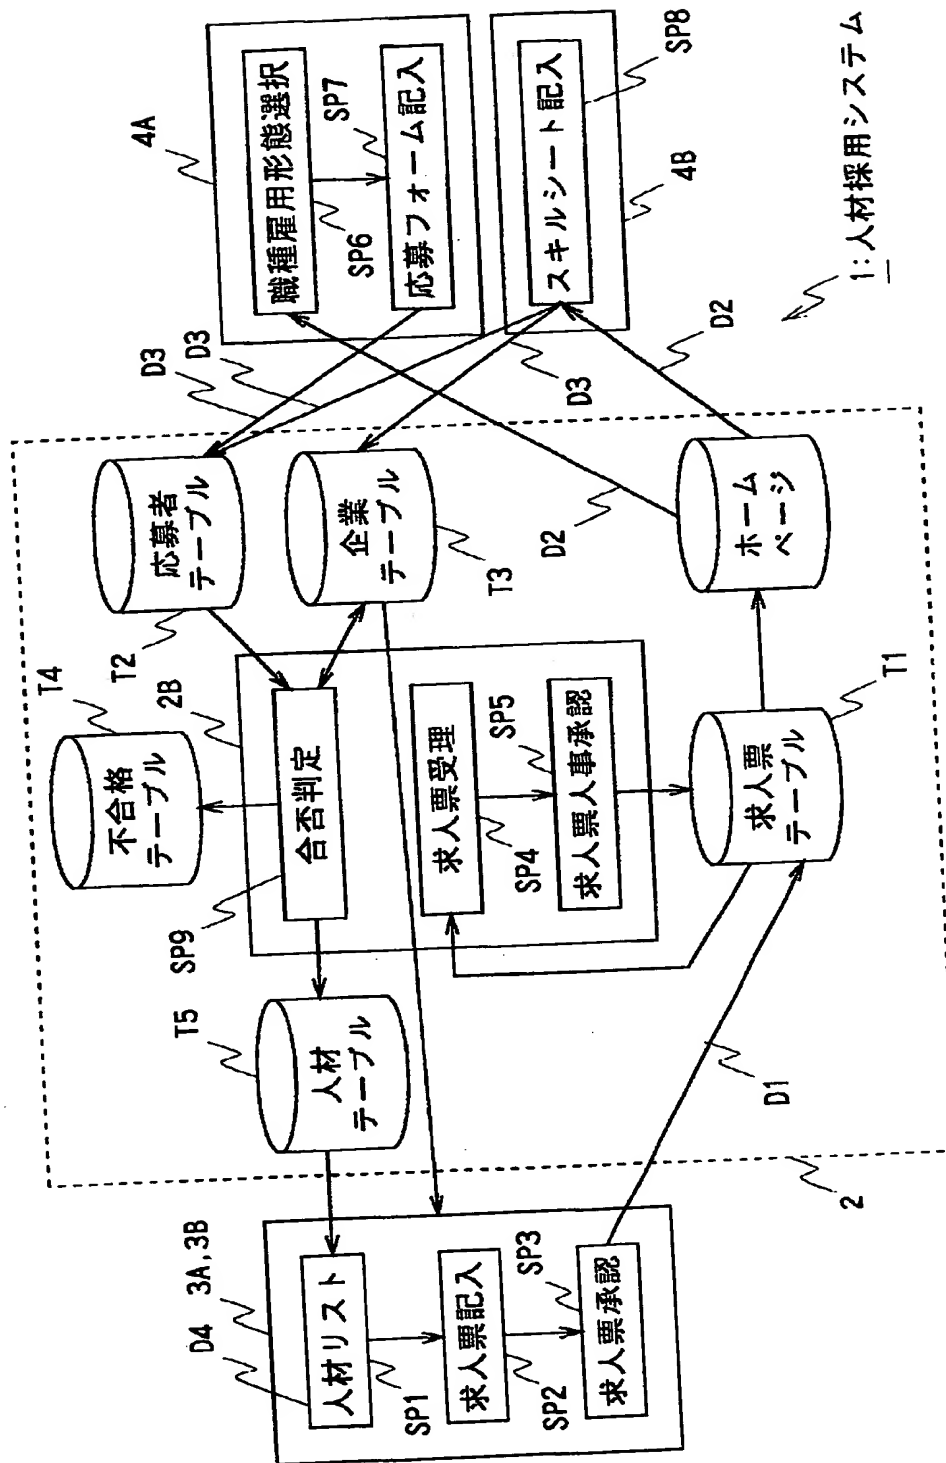 D4
3A,3B
人材リスト
SP1
求人票記入
SP2
SP3
求人票承認
D1
2
T5
人材
テーブル
T4
不合格
テーブル
SP9
合否判定
2B
求人票受理
SP4
SP5
求人票人事承認
求人票
テーブル
T1
T2
応募者
テーブル
企業
テーブル
T3
D2
ホーム
ページ
D3
D3
D3
D2
4A
職種雇用形態選択
SP6
SP7
応募フォーム記入
スキルシート記入
SP8
4B
1:人材採用システム